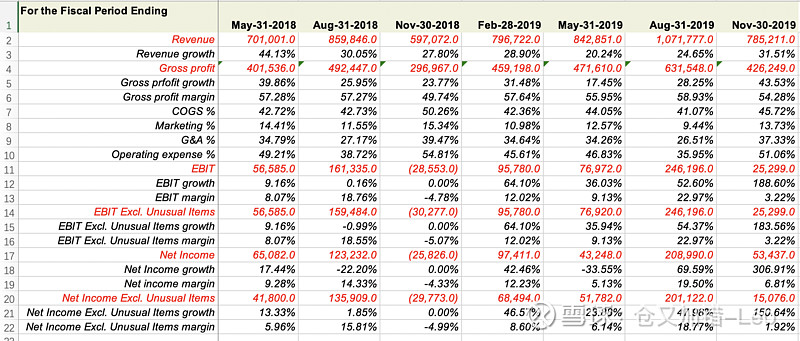 For the Fiscal Period Ending
1 May-31-2018 Aug-31-2018 Nov-30-2018 Feb-28-2019 May-31-2019 Aug-31-2019 Nov-30-2019
2 Revenue 701,001.0 859,846.0 597,072.0 796,722.0 842,851.0 1,071,777.0 785,211.0
3 Revenue growth 44.13% 30.05% 27.80% 28.90% 20.24% 24.65% 31.51%
4 Gross profit 401,536.0 492,447.0 296,967.0 459,198.0 471,610.0 631,548.0 426,249.0
5 Gross prfofit growth 39.86% 25.95% 23.77% 31.48% 17.45% 28.25% 43.53%
6 Gross profit margin 57.28% 57.27% 49.74% 57.64% 55.95% 58.93% 54.28%
7 COGS % 42.72% 42.73% 50.26% 42.36% 44.05% 41.07% 45.72%
8 Marketing % 14.41% 11.55% 15.34% 10.98% 12.57% 9.44% 13.73%
9 G&A % 34.79% 27.17% 39.47% 34.64% 34.26% 26.51% 37.33%
10 Operating expense % 49.21% 38.72% 54.81% 45.61% 46.83% 35.95% 51.06%
11 EBIT 56,585.0 161,335.0 (28,553.0) 95,780.0 76,972.0 246,196.0 25,299.0
12 EBIT growth 9.16% 0.16% 0.00% 64.10% 36.03% 52.60% 188.60%
13 EBIT margin 8.07% 18.76% -4.78% 12.02% 9.13% 22.97% 3.22%
14 EBIT Excl. Unusual Items 56,585.0 159,484.0 (30,277.0) 95,780.0 76,920.0 246,196.0 25,299.0
15 EBIT Excl. Unusual Items growth 9.16% -0.99% 0.00% 64.10% 35.94% 54.37% 183.56%
16 EBIT Excl. Unusual Items margin 8.07% 18.55% -5.07% 12.02% 9.13% 22.97% 3.22%
17 Net Income 65,082.0 123,232.0 (25,826.0) 97,411.0 43,248.0 208,990.0 53,437.0
18 Net Income growth 17.44% -22.20% 0.00% 42.46% -33.55% 69.59% 306.91%
19 Net income margin 9.28% 14.33% -4.33% 12.23% 5.13% 19.50% 6.81%
20 Net Income Excl. Unusual Items 41,800.0 135,909.0 (29,773.0) 68,494.0 51,782.0 201,122.0 15,076.0
21 Net Income Excl. Unusual Items growth 13.33% 1.85% 0.00%
22 Net Income Excl. Unusual Items margin 5.96% 15.81% -4.99% 8.60% 6.14% 18.77% 1.92%